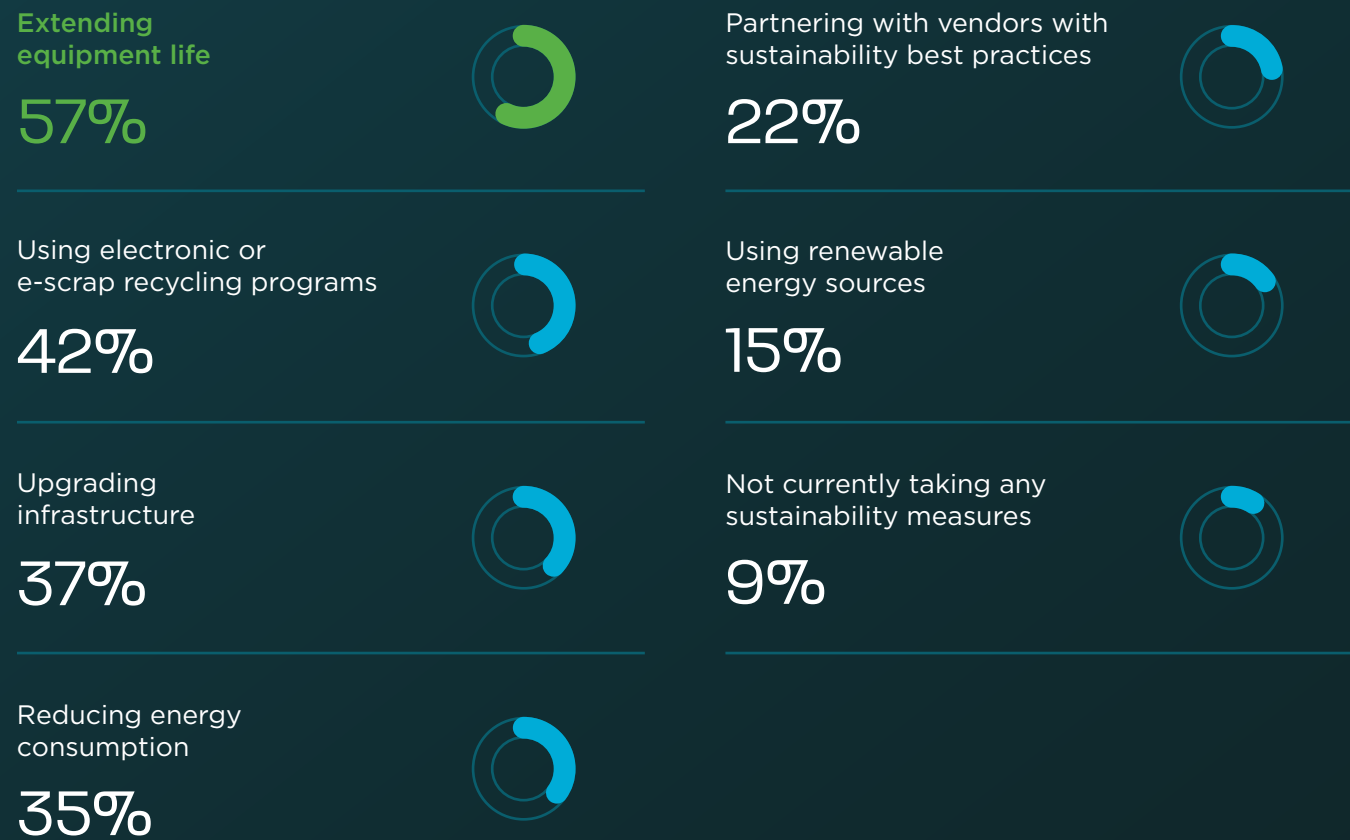 Extending
equipment life
57%
Using electronic or
e-scrap recycling programs
42%
Upgrading
infrastructure
37%
Reducing energy
consumption
35%
Partnering with vendors with
sustainability best practices
22%
Using renewable
energy sources
15%
Not currently taking any
sustainability measures
9%